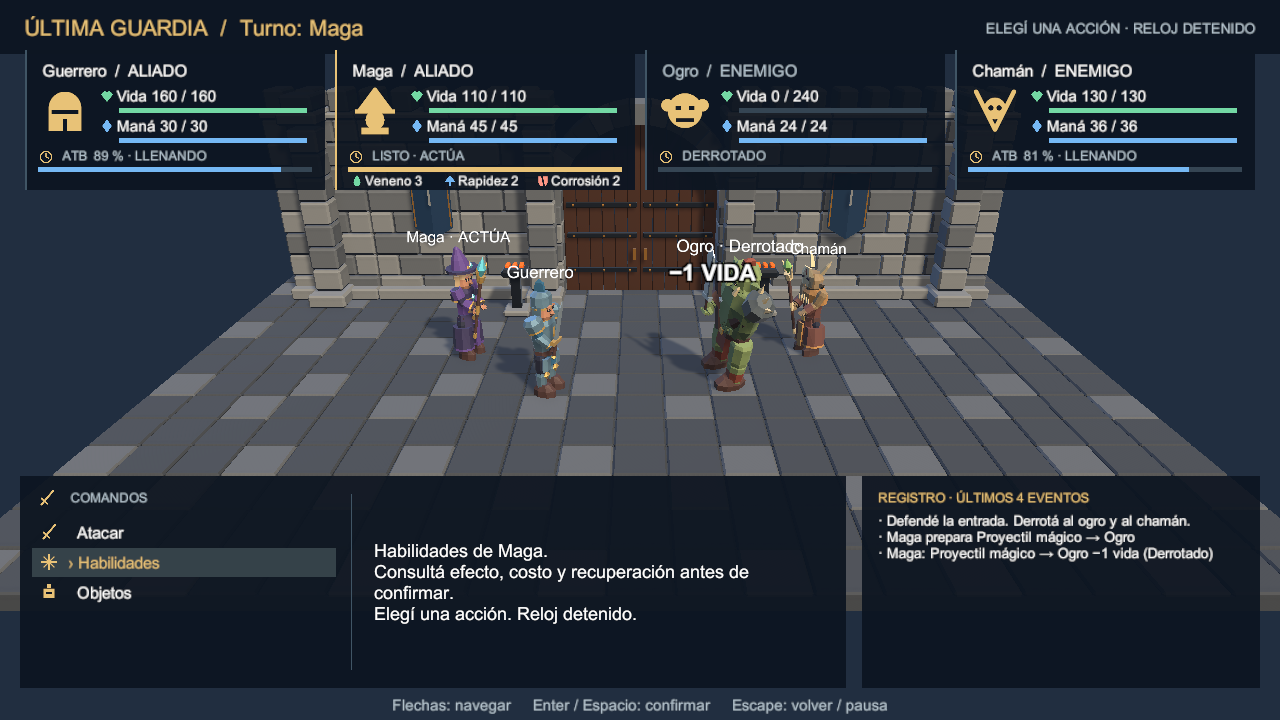 ÚLTIMA GUARDIA / Turno: Maga
ELEGÍ UNA ACCIÓN · RELOJ DETENIDO
Guerrero / ALIADO
Vida 160 / 160
Maná 30 / 30
ATB 89 % · LLENANDO
Maga / ALIADO
Vida 110 / 110
Maná 45 / 45
LISTO · ACTÚA
Veneno 3 Rapidez 2 Corrosión 2
Ogro / ENEMIGO
Vida 0 / 240
Maná 24 / 24
DERROTADO
Chamán / ENEMIGO
Vida 130 / 130
Maná 36 / 36
ATB 81 % · LLENANDO
Maga · ACTÚA
Guerrero
Ogro · Derrotado
Chamán
−1 VIDA
COMANDOS
Atacar
› Habilidades
Objetos
Habilidades de Maga.
Consultá efecto, costo y recuperación antes de
confirmar.
Elegí una acción. Reloj detenido.
REGISTRO · ÚLTIMOS 4 EVENTOS
· Defendé la entrada. Derrotá al ogro y al chamán.
· Maga prepara Proyectil mágico → Ogro
· Maga: Proyectil mágico → Ogro −1 vida (Derrotado)
Flechas: navegar Enter / Espacio: confirmar Escape: volver / pausa